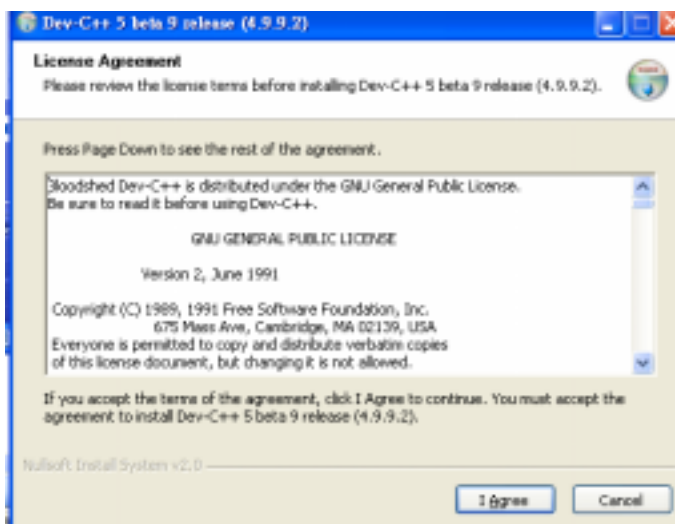 Dev-C++ 5 beta 9 release (4.9.9.2)
License Agreement
Please review the license terms before installing Dev-C++ 5 beta 9 release (4.9.9.2).
Press Page Down to see the rest of the agreement.
Bloodshed Dev-C++ is distributed under the GNU General Public License.
Be sure to read it before using Dev-C++.
GNU GENERAL PUBLIC LICENSE
Version 2, June 1991
Copyright (C) 1989, 1991 Free Software Foundation, Inc.
675 Mass Ave, Cambridge, MA 02139, USA
Everyone is permitted to copy and distribute verbatim copies
of this license document, but changing it is not allowed.
If you accept the terms of the agreement, click I Agree to continue. You must accept the
agreement to install Dev-C++ 5 beta 9 release (4.9.9.2).
Nullsoft Install System v2.0
I Agree
Cancel